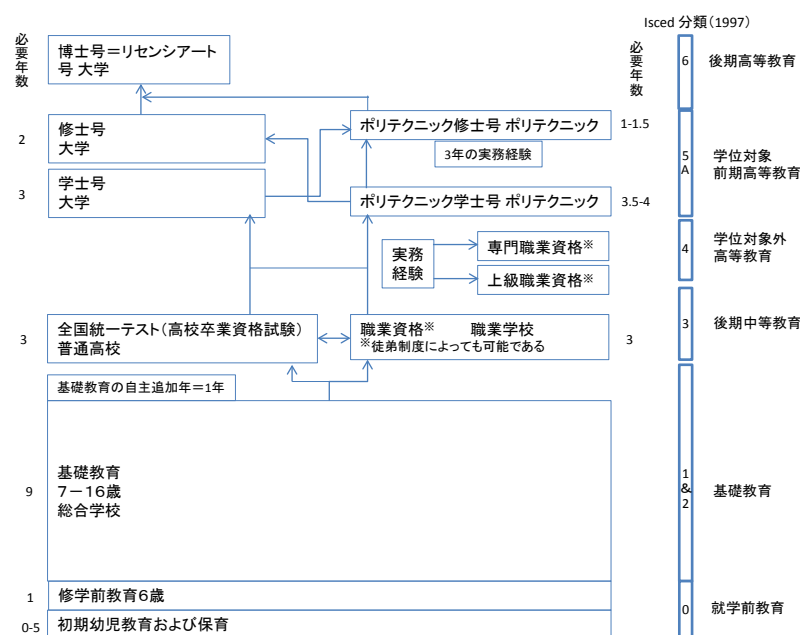 Isced 分類(1997)
必要年数
博士号=リセンシアート
号 大学
必要年数
6
後期高等教育
2
修士号
大学
ポリテクニック修士号 ポリテクニック
1-1.5
3年の実務経験
5
A
学位対象
前期高等教育
3
学士号
大学
ポリテクニック学士号 ポリテクニック
3.5-4
実務
経験
専門職業資格※
上級職業資格※
4
学位対象外
高等教育
3
全国統一テスト(高校卒業資格試験)
普通高校
職業資格※ 職業学校
※徒弟制度によっても可能である
3
3
後期中等教育
基礎教育の自主追加年=1年
9
基礎教育
7-16歳
総合学校
1
&
2
基礎教育
1
修学前教育6歳
0
就学前教育
0-5
初期幼児教育および保育